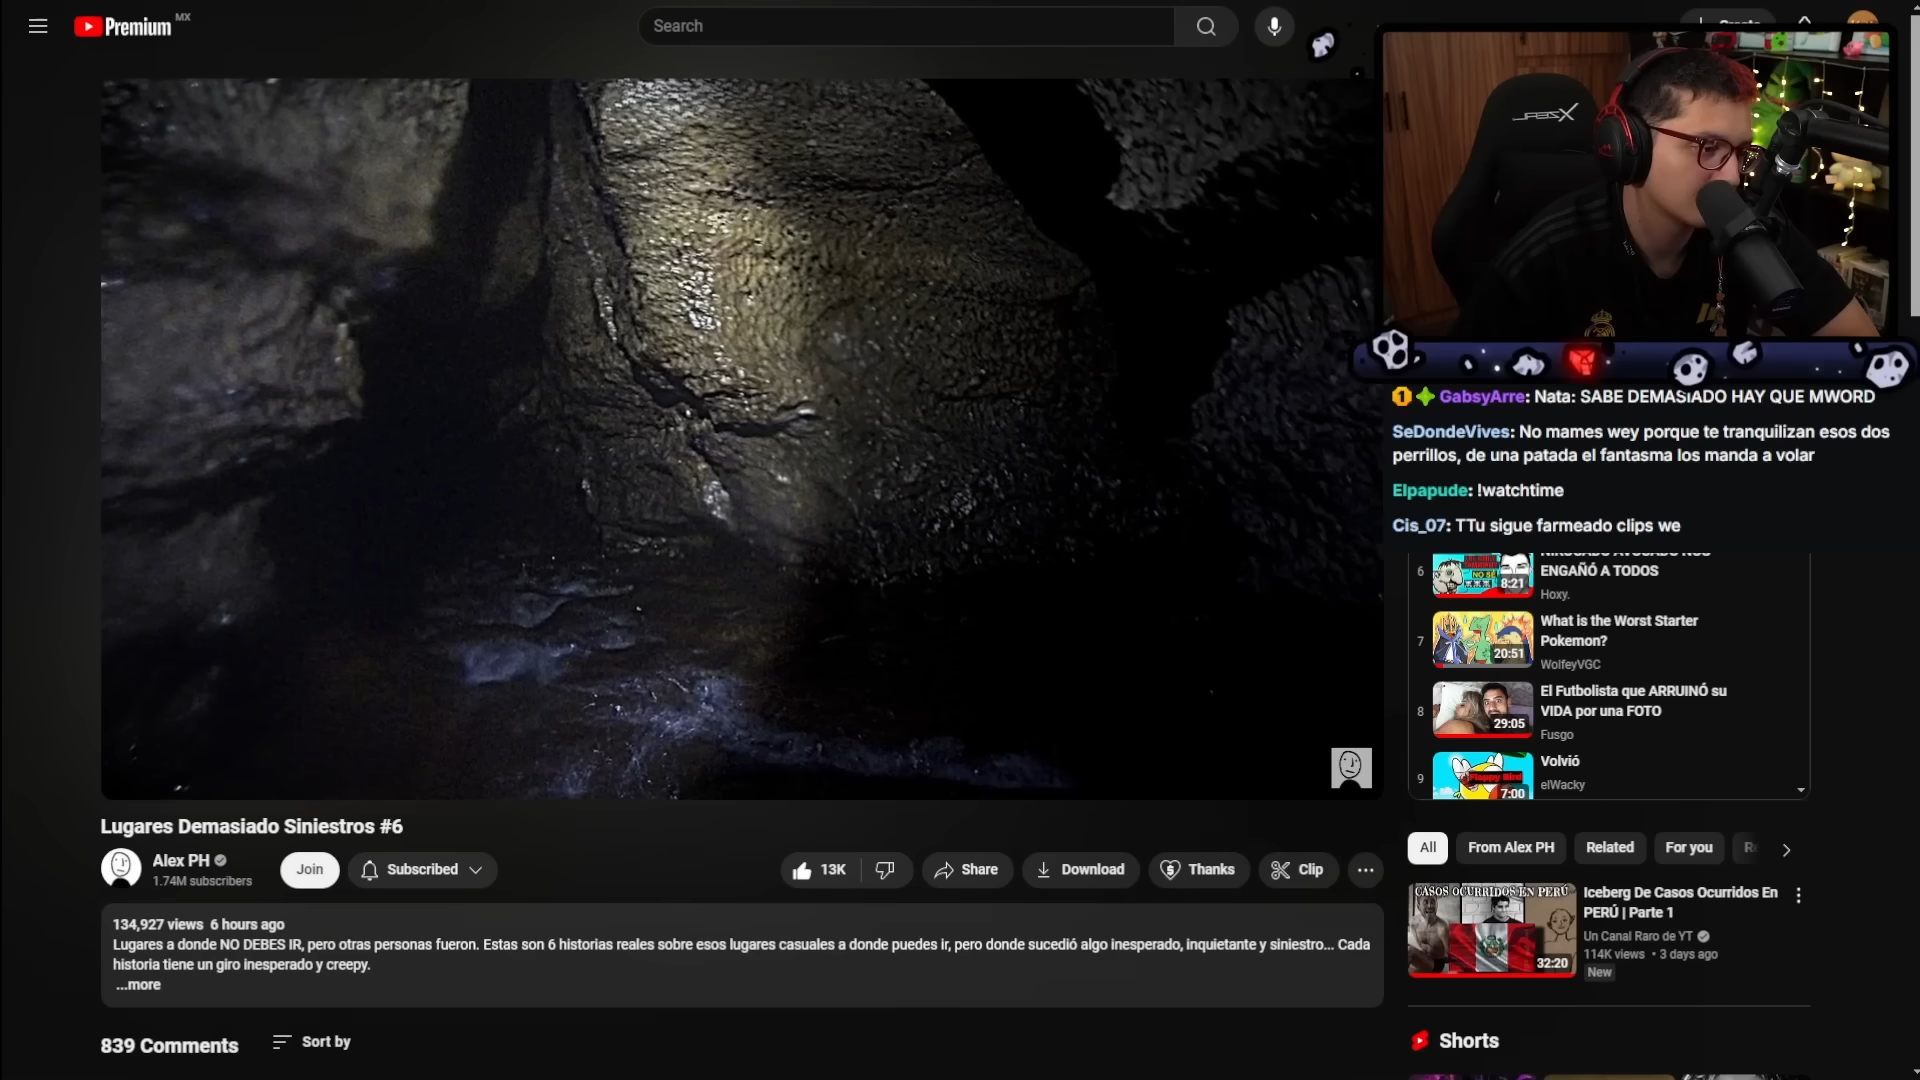 Premium MX
Search
GabsyArre: Nata: SABE DEMASIADO HAY QUE MWORD
SeDondeVives: No mames wey porque te tranquilizan esos dos
perrillos, de una patada el fantasma los manda a volar
Elpapude: !watchtime
Cis_07: TTu sigue farmeado clips we
6
8:21
ENGAÑÓ A TODOS
Hoxy.
7
20:51
What is the Worst Starter
Pokemon?
WolfeyVGC
8
29:05
El Futbolista que ARRUINÓ su
VIDA por una FOTO
Fusgo
9
7:00
Volvió
elWacky
Lugares Demasiado Siniestros #6
Alex PH
1.74M subscribers
Join
Subscribed
13K
Share
Download
Thanks
Clip
134,927 views 6 hours ago
Lugares a donde NO DEBES IR, pero otras personas fueron. Estas son 6 historias reales sobre esos lugares casuales a donde puedes ir, pero donde sucedió algo inesperado, inquietante y siniestro... Cada
historia tiene un giro inesperado y creepy.
...more
839 Comments
Sort by
All
From Alex PH
Related
For you
CASOS OCURRIDOS EN PERÚ
32:20
Iceberg De Casos Ocurridos En
PERÚ | Parte 1
Un Canal Raro de YT
114K views • 3 days ago
New
Shorts